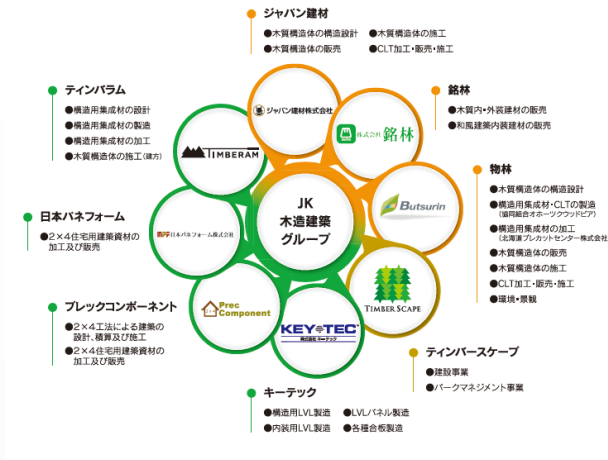 ジャパン建材
●木質構造体の構造設計 ●木質構造体の施工
●木質構造体の販売 ●CLT加工・販売・施工
ティンバラム
●構造用集成材の設計
●構造用集成材の製造
●構造用集成材の加工
●木質構造体の施工(建方)
銘林
●木質内・外装建材の販売
●和風建築内装建材の販売
ジャパン建材株式会社
株式会社 銘林
TIMBERAM
物林
●木質構造体の構造設計
●構造用集成材・CLTの製造
(協同組合オホーツクウッドピア)
●構造用集成材の加工
(北海道プレカットセンター株式会社)
●木質構造体の販売
●木質構造体の施工
●CLT加工・販売・施工
●環境・景観
Butsurin
JK
木造建築
グループ
日本パネフォーム
●2×4住宅用建築資材の
加工及び販売
日本パネフォーム株式会社
TIMBER SCAPE
Prec
Component
KEY TEC
株式会社 キーテック
プレックコンポーネント
●2×4工法による建築の
設計、積算及び施工
●2×4住宅用建築資材の
加工及び販売
ティンバースケープ
●建設事業
●パークマネジメント事業
キーテック
●構造用LVL製造 ●LVLパネル製造
●内装用LVL製造 ●各種合板製造